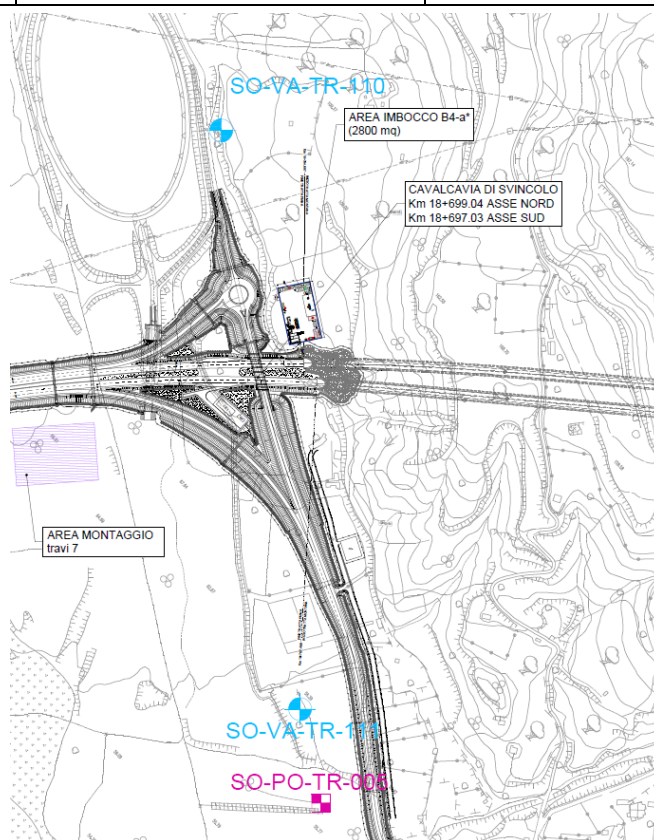 SO-VA-TR-110
AREA IMBOCCO B4-a*
(2800 mq)
CAVALCAVIA DI SVINCOLO
Km 18+699.04 ASSE NORD
Km 18+697.03 ASSE SUD
AREA MONTAGGIO
travi 7
SO-VA-TR-111
SO-PO-TR-005